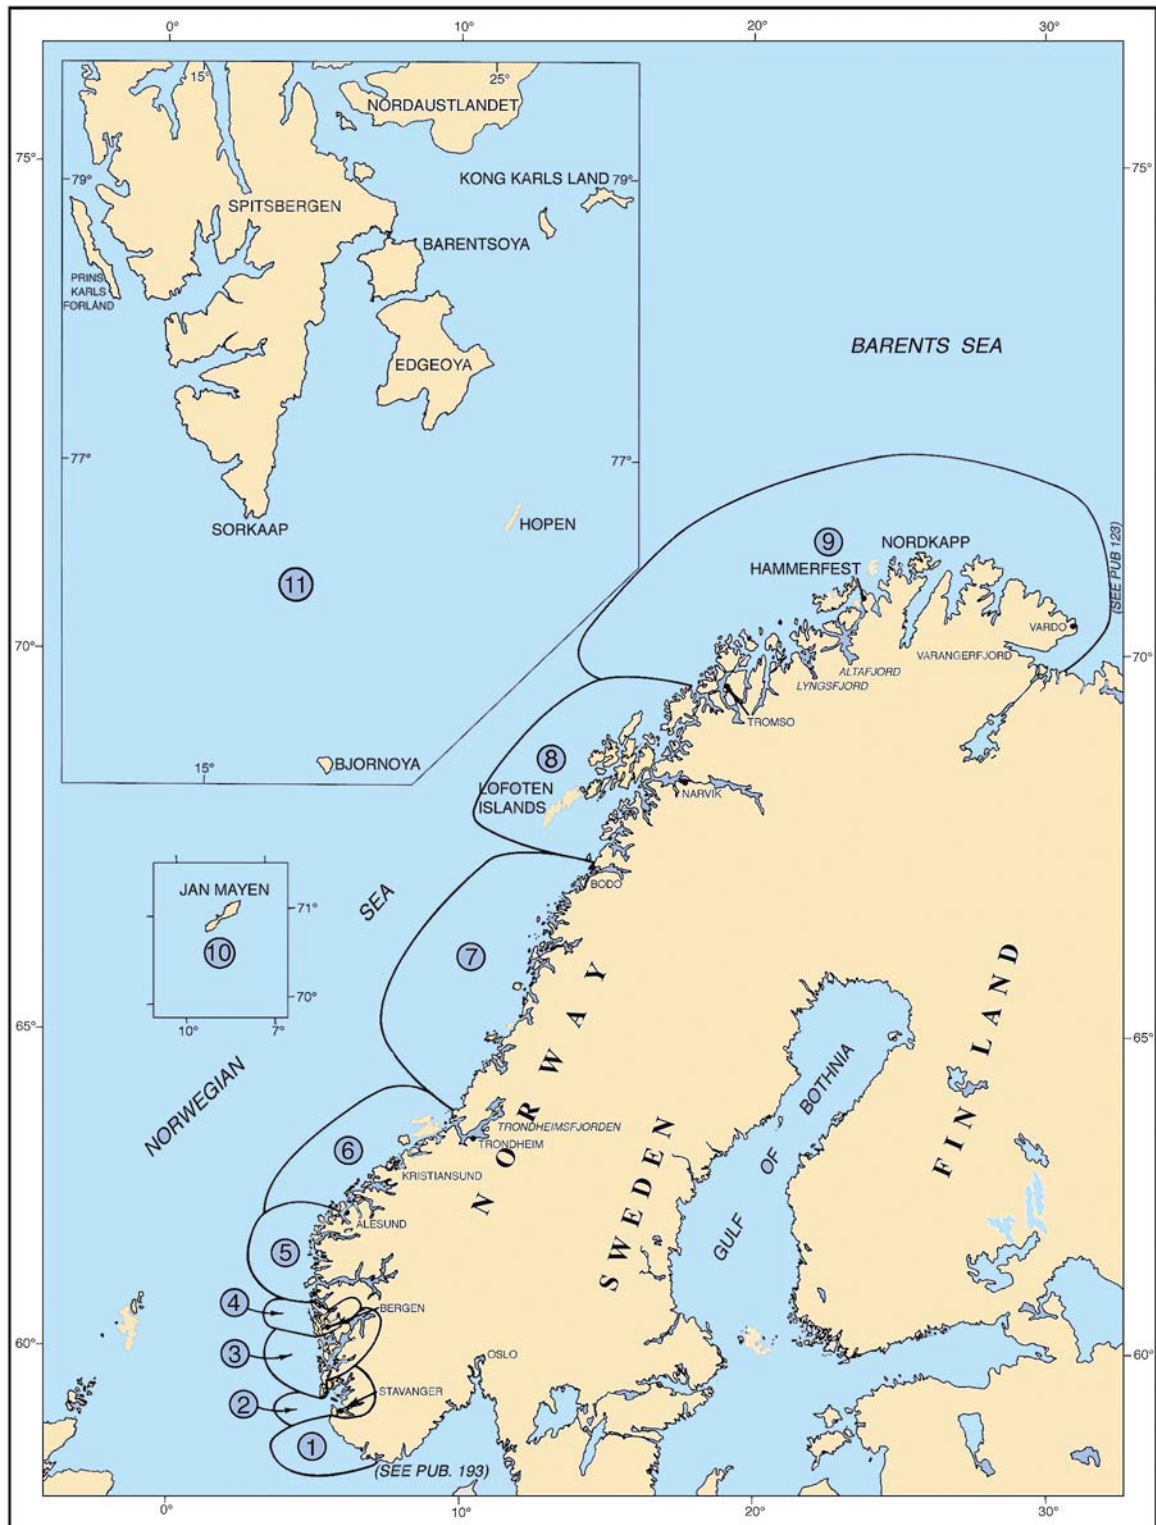 0°
10°
20°
30°
15°
25°
NORDAUSTLANDET
75°
75°
79°
KONG KARLS LAND
79°
SPITSBERGEN
BARENTSOYA
PRINS
KARLS
FORLAND
BARENTS SEA
EDGEOYA
77°
77°
HOPEN
SORKAAP
11
9
NORDKAPP
HAMMERFEST
(SEE PUB 123)
VARDO
70°
VARANGERFJORD
70°
ALTAFJORD
LYNGSFJORD
TROMSO
8
15°
BJORNOYA
LOFOTEN
ISLANDS
NARVIK
BODO
JAN MAYEN
71°
SEA
10
7
70°
10°
7°
65°
65°
NORWAY
FINLAND
SWEDEN
GULF OF BOTHNIA
NORWEGIAN
TRONDHEIMSFJORDEN
TRONDHEIM
6
KRISTIANSUND
ALESUND
5
4
BERGEN
60°
3
OSLO
60°
STAVANGER
2
1
(SEE PUB. 193)
0°
10°
20°
30°